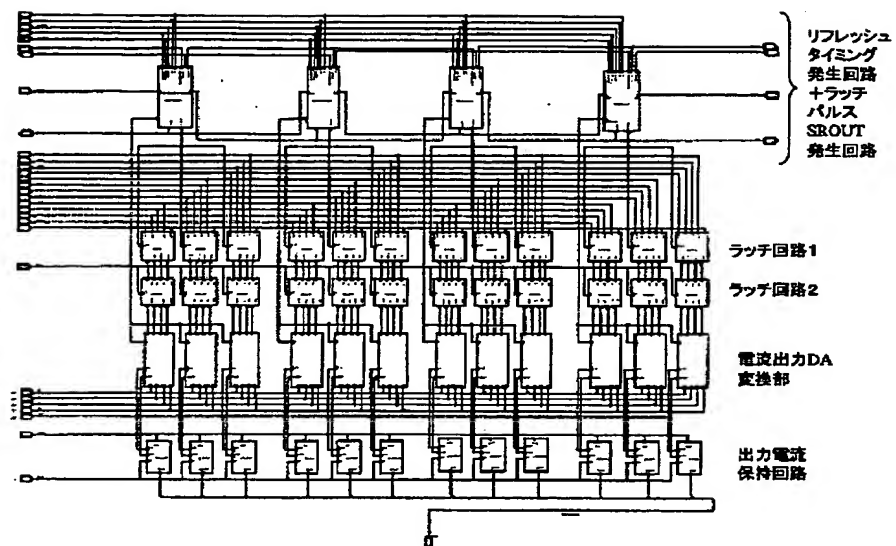 リフレッシュ
タイミング
発生回路
+ラッチ
パルス
SROUT
発生回路
ラッチ回路1
ラッチ回路2
電流出力DA
変換部
出力電流
保持回路